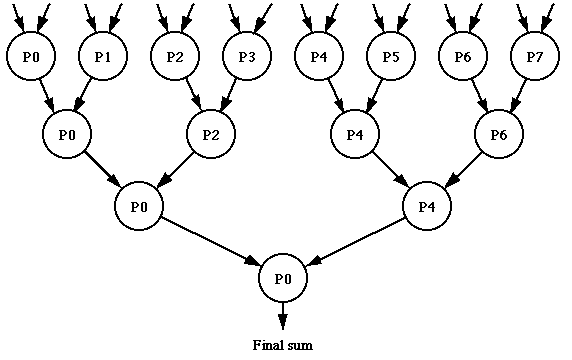 P0 P1 P2 P3 P4 P5 P6 P7
P0 P2 P4 P6
P0 P4
P0
Final sum